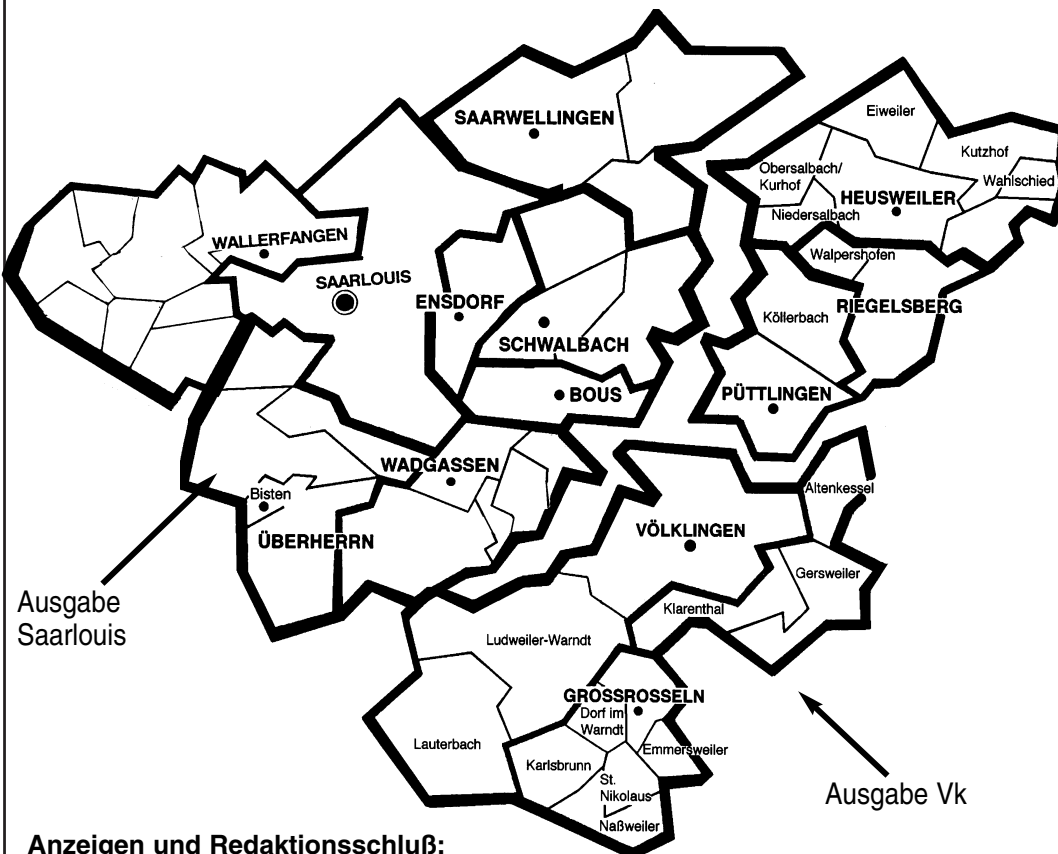 SAARWELLINGEN
Eiweiler
Kutzhof
Obersalbach/
Kurhof
Wahlschied
HEUSWEILER
Niedersalbach
WALLERFANGEN
Walpershofen
SAARLOUIS
ENSDORF
RIEGELSBERG
Köllerbach
SCHWALBACH
BOUS
PÜTTLINGEN
WADGASSEN
Bisten
Altenkessel
VÖLKLINGEN
ÜBERHERRN
Gersweiler
Ausgabe
Saarlouis
Klarenthal
Ludweiler-Warndt
GROSSROSSELN
Dorf im
Warndt
Lauterbach
Emmersweiler
Karlsbrunn
St.
Nikolaus
Naßweiler
Ausgabe Vk
Anzeigen und Redaktionsschluß: